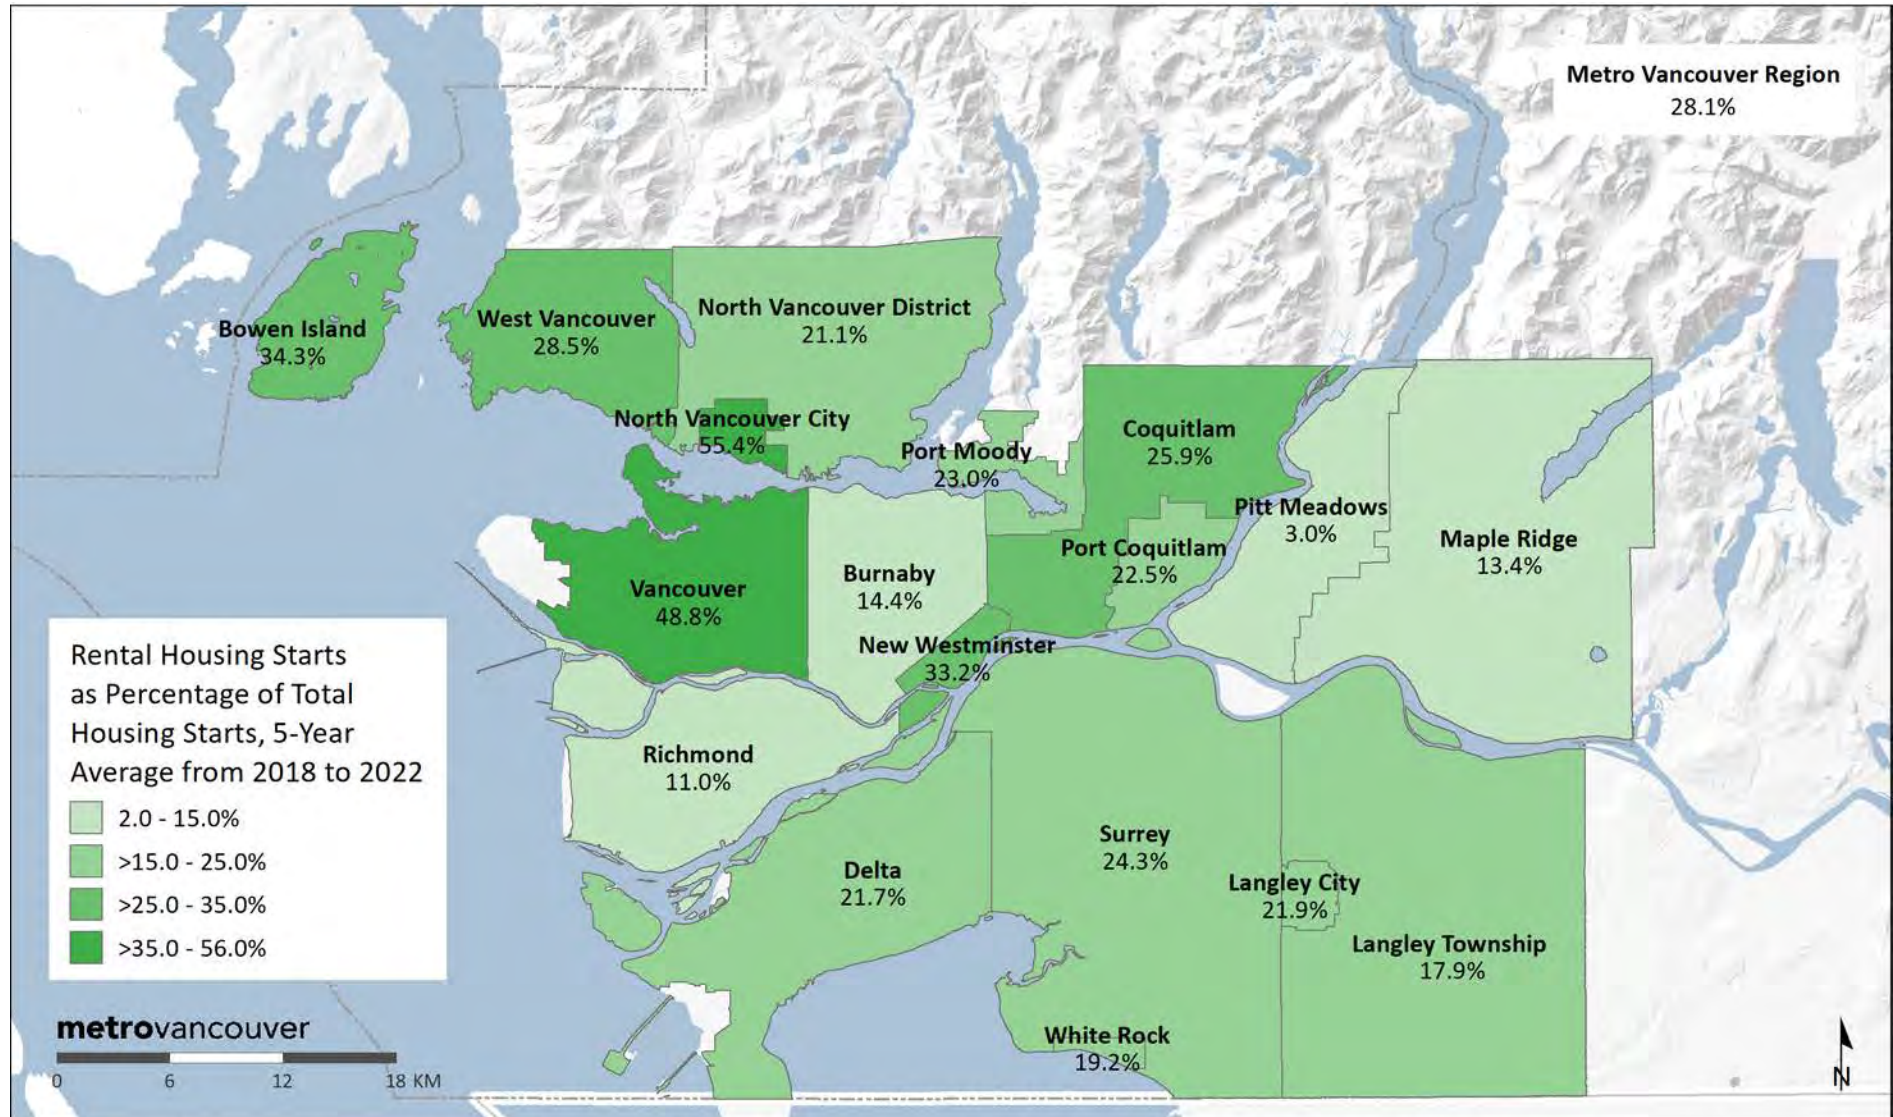 Metro Vancouver Region
28.1%
Bowen Island
34.3%
West Vancouver
28.5%
North Vancouver District
21.1%
North Vancouver City
55.4%
Port Moody
23.0%
Coquitlam
25.9%
Pitt Meadows
3.0%
Maple Ridge
13.4%
Port Coquitlam
22.5%
Burnaby
14.4%
Vancouver
48.8%
New Westminster
33.2%
Richmond
11.0%
Delta
21.7%
Surrey
24.3%
Langley City
21.9%
Langley Township
17.9%
White Rock
19.2%
Rental Housing Starts
as Percentage of Total
Housing Starts, 5-Year
Average from 2018 to 2022
2.0 - 15.0%
>15.0 - 25.0%
>25.0 - 35.0%
>35.0 - 56.0%
metrovancouver
0 6 12 18 KM
N